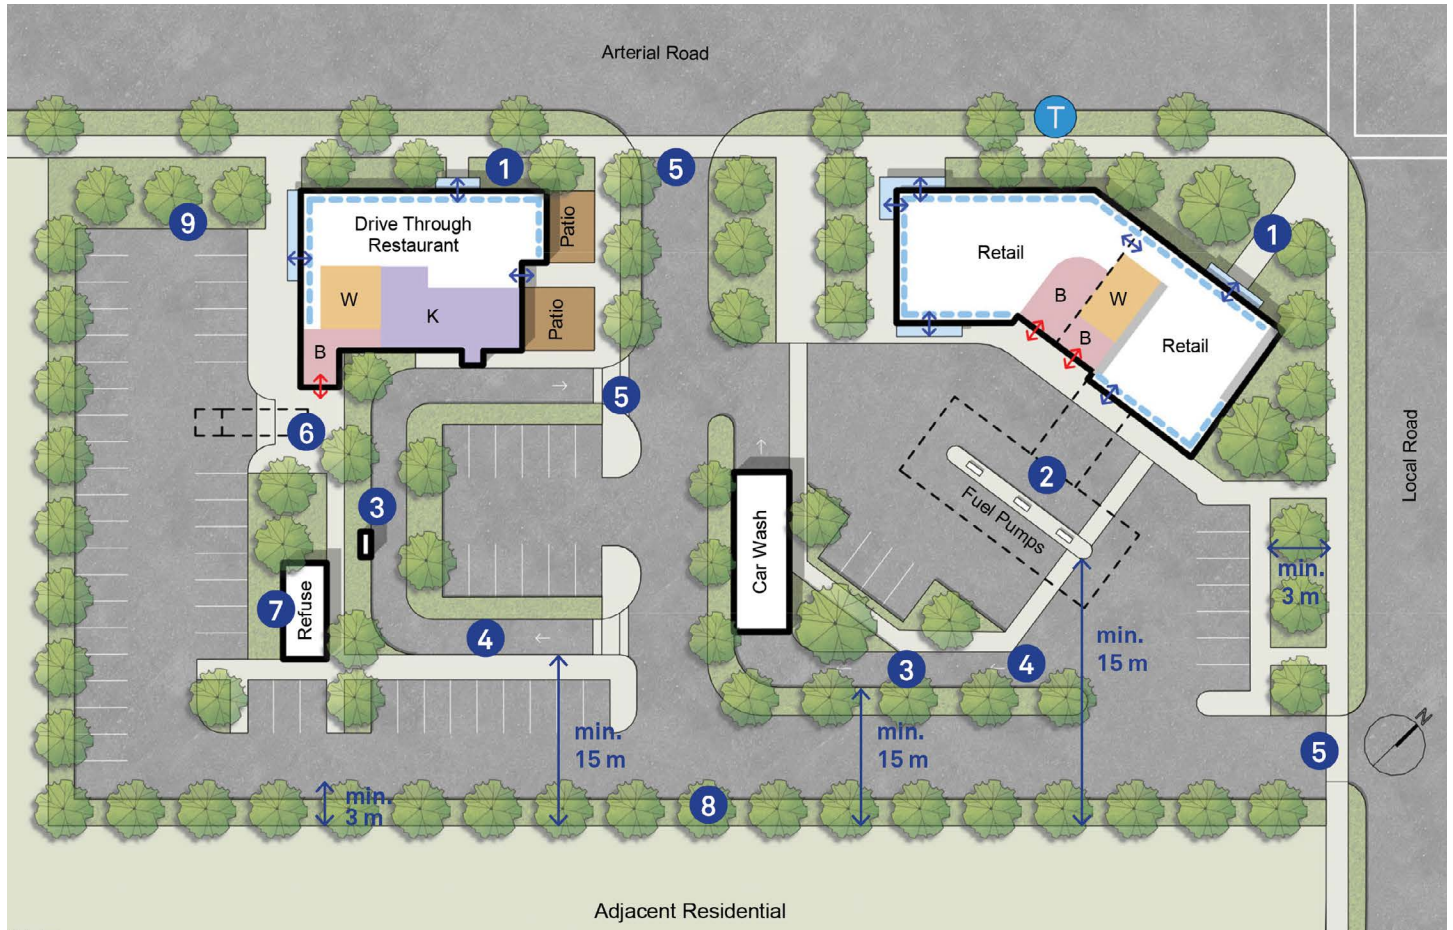 Arterial Road
T
1
5
9
Drive Through
Restaurant
Patio
W
K
B
Patio
Retail
B
W
B
Retail
1
5
6
2
Fuel Pumps
3
Car Wash
Refuse
7
4
3
4
min.
3 m
min.
15 m
min.
15 m
min.
15 m
Local Road
N
5
min.
3 m
8
Adjacent Residential